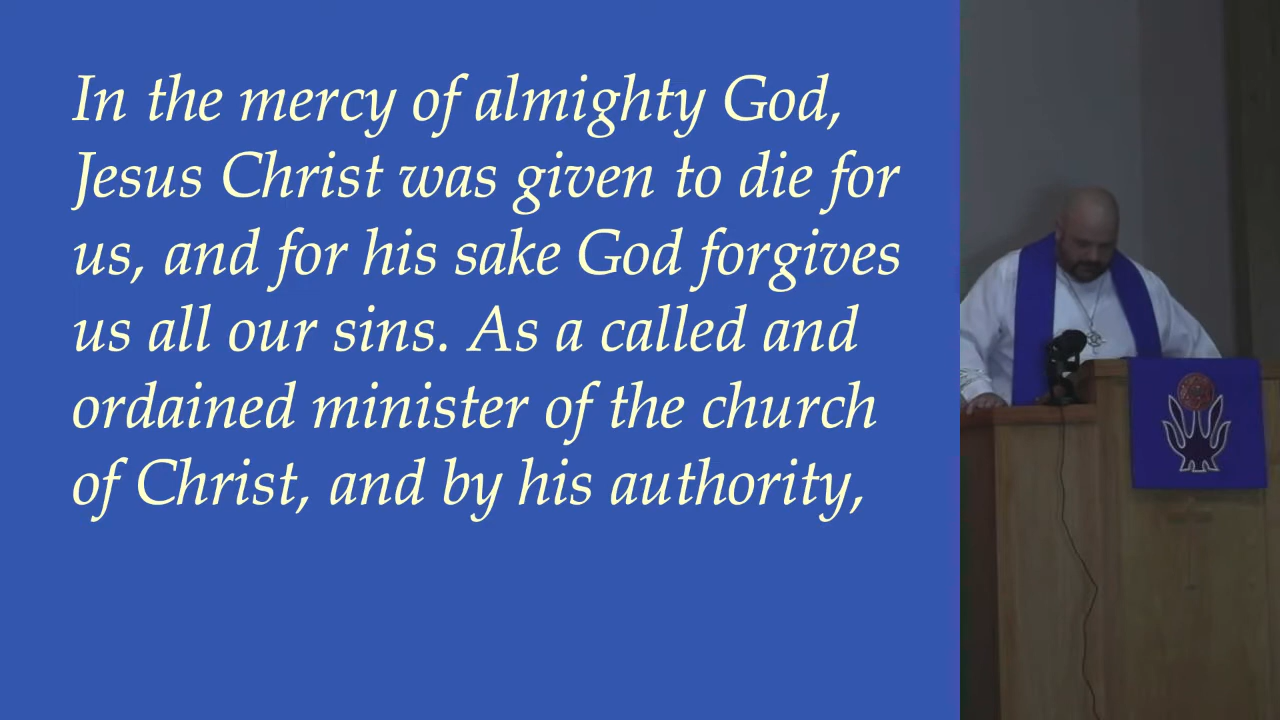 In the mercy of almighty God,
Jesus Christ was given to die for
us, and for his sake God forgives
us all our sins. As a called and
ordained minister of the church
of Christ, and by his authority,